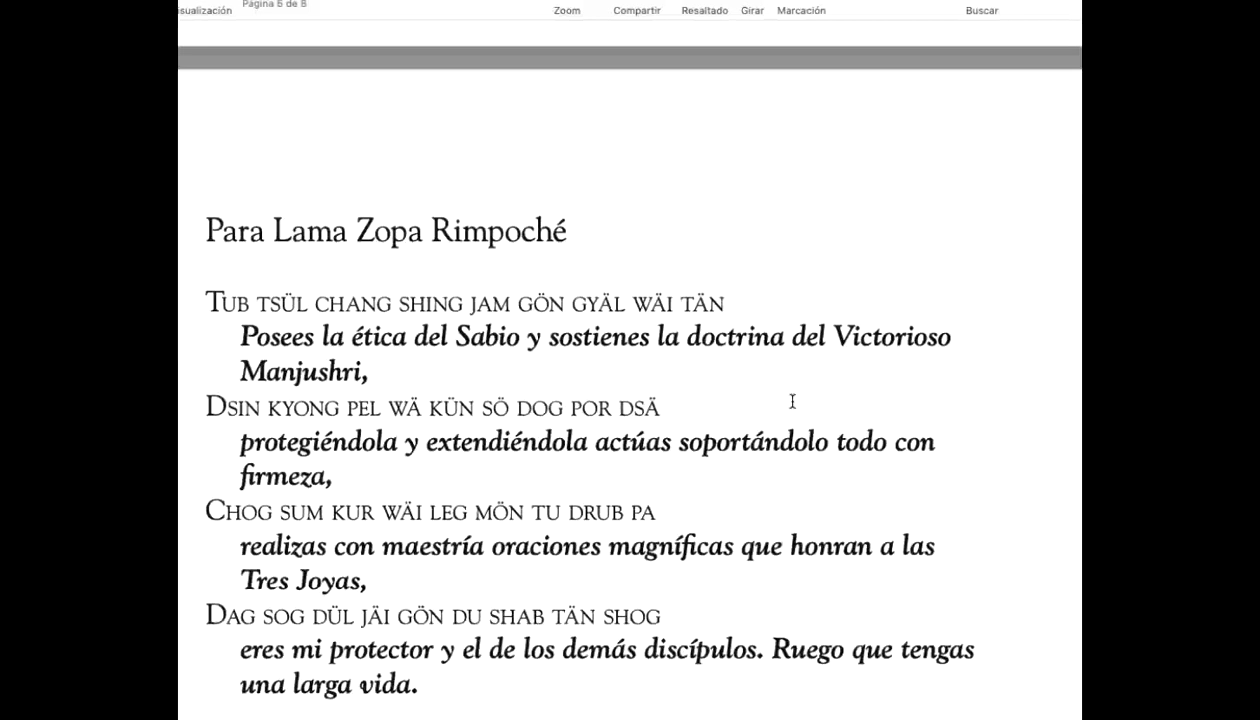 isualización Página 6 de 8 Zoom Compartir Resaltado Girar Marcación Buscar
Para Lama Zopa Rimpoché
TUB TSÜL CHANG SHING JAM GÖN GYÄL WÄI TÄN
Posees la ética del Sabio y sostienes la doctrina del Victorioso
Manjushri,
DSIN KYONG PEL WÄ KÜN SÖ DOG POR DSÄ
protegiéndola y extendiéndola actúas soportándolo todo con
firmeza,
CHOG SUM KUR WÄI LEG MÖN TU DRUB PA
realizas con maestría oraciones magníficas que honran a las
Tres Joyas,
DAG SOG DÜL JÄI GÖN DU SHAB TÄN SHOG
eres mi protector y el de los demás discípulos. Ruego que tengas
una larga vida.